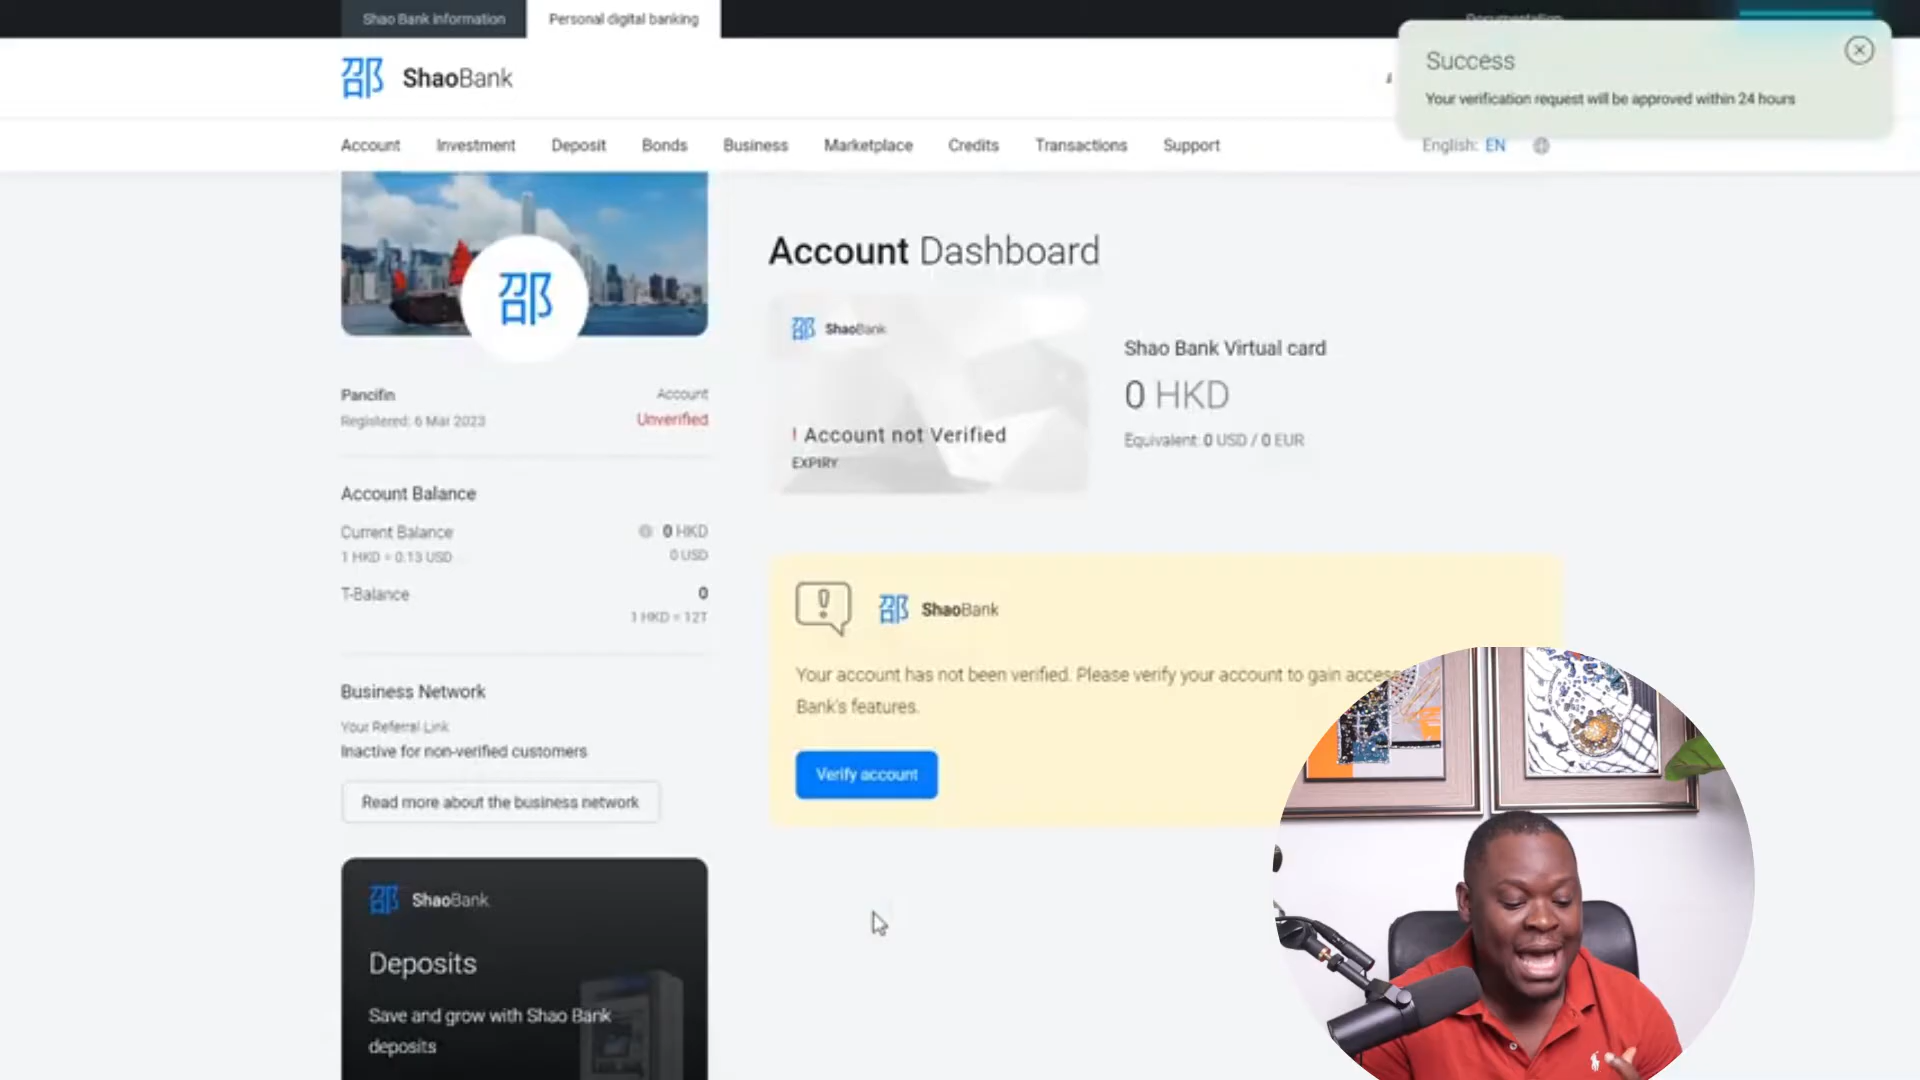 Shao Bank Information
Personal digital banking
Documentation
邵 ShaoBank
Success
Your verification request will be approved within 24 hours
Account Investment Deposit Bonds Business Marketplace Credits Transactions Support
English: EN
邵
Pancifin
Account
Registered: 6 Mar 2023
Unverified
Account Balance
Current Balance
0 HKD
1 HKD = 0.13 USD
0 USD
T-Balance
0
1 HKD = 12T
Business Network
Your Referral Link
Inactive for non-verified customers
Read more about the business network
邵 ShaoBank
Deposits
Save and grow with Shao Bank
deposits
Account Dashboard
邵 ShaoBank
! Account not Verified
EXPIRY
Shao Bank Virtual card
0 HKD
Equivalent: 0 USD / 0 EUR
! 邵 ShaoBank
Your account has not been verified. Please verify your account to gain access
Bank's features.
Verify account